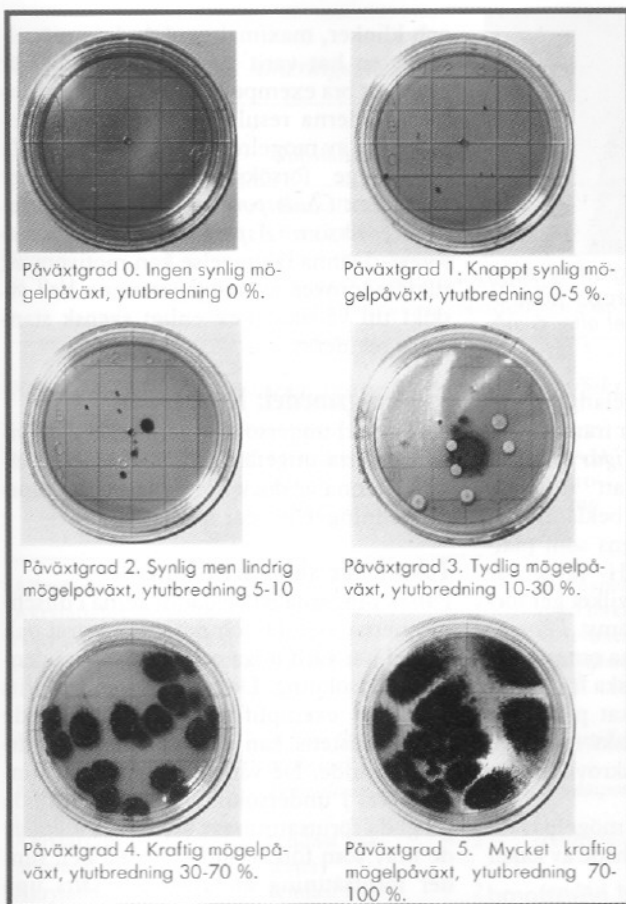 Påväxtgrad 0. Ingen synlig mö-
gelpåväxt, ytutbredning 0 %.
Påväxtgrad 1. Knappt synlig mö-
gelpåväxt, ytutbredning 0-5 %.
Påväxtgrad 2. Synlig men lindrig
mögelpåväxt, ytutbredning 5-10
Påväxtgrad 3. Tydlig mögelpå-
växt, ytutbredning 10-30 %.
Påväxtgrad 4. Kraftig mögelpå-
växt, ytutbredning 30-70 %.
Påväxtgrad 5. Mycket kraftig
mögelpåväxt, ytutbredning 70-
100 %.